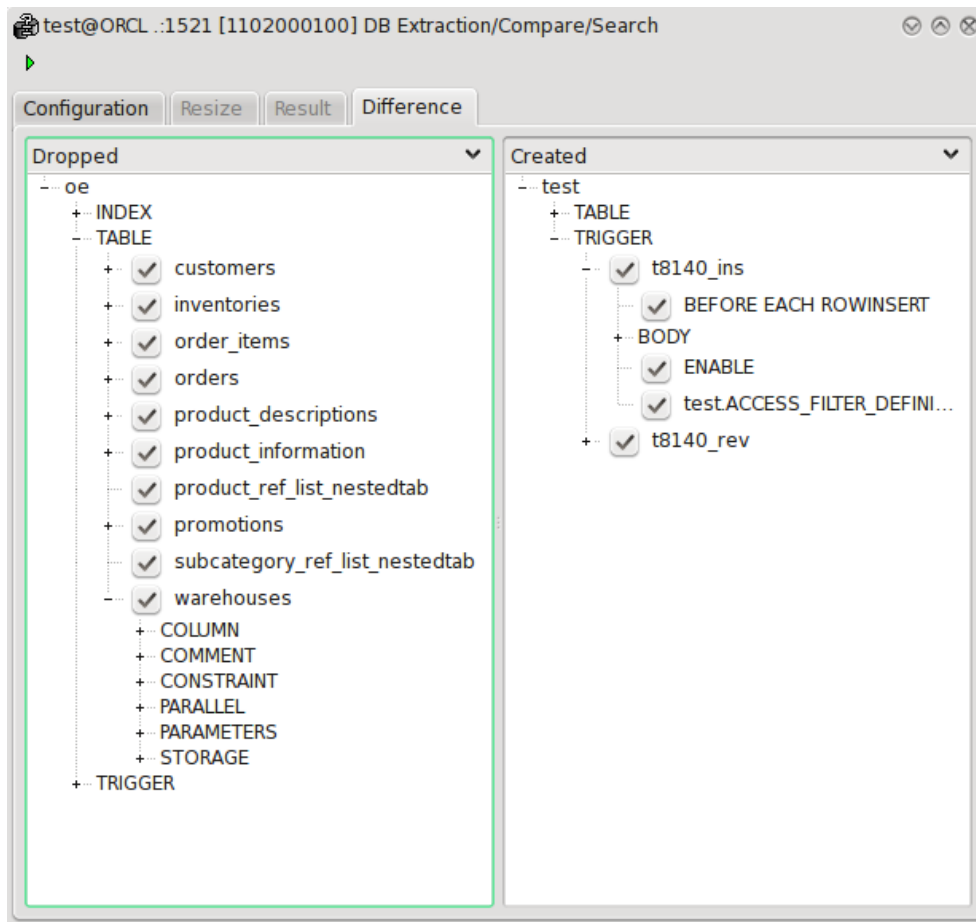 test@ORCL .:1521 [1102000100] DB Extraction/Compare/Search
Configuration Resize Result Difference
Dropped
oe
INDEX
TABLE
customers
inventories
order_items
orders
product_descriptions
product_information
product_ref_list_nestedtab
promotions
subcategory_ref_list_nestedtab
warehouses
COLUMN
COMMENT
CONSTRAINT
PARALLEL
PARAMETERS
STORAGE
TRIGGER
Created
test
TABLE
TRIGGER
t8140_ins
BEFORE EACH ROWINSERT
BODY
ENABLE
test.ACCESS_FILTER_DEFINI...
t8140_rev